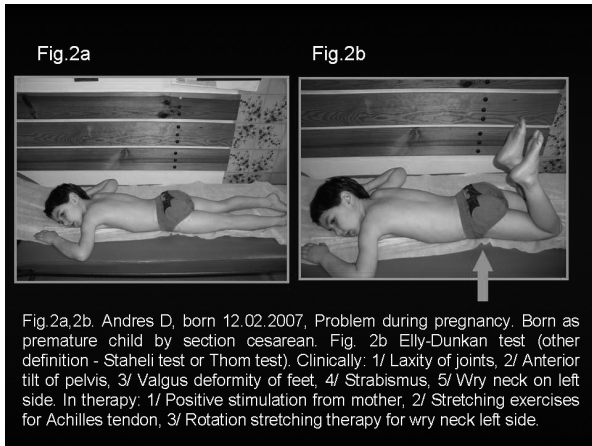 Fig.2a
Fig.2b
Fig.2a,2b. Andres D, born 12.02.2007, Problem during pregnancy. Born as
premature child by section cesarean. Fig. 2b Elly-Dunkan test (other
definition - Staheli test or Thom test). Clinically: 1/ Laxity of joints, 2/ Anterior
tilt of pelvis, 3/ Valgus deformity of feet, 4/ Strabismus, 5/ Wry neck on left
side. In therapy: 1/ Positive stimulation from mother, 2/ Stretching exercises
for Achilles tendon, 3/ Rotation stretching therapy for wry neck left side.